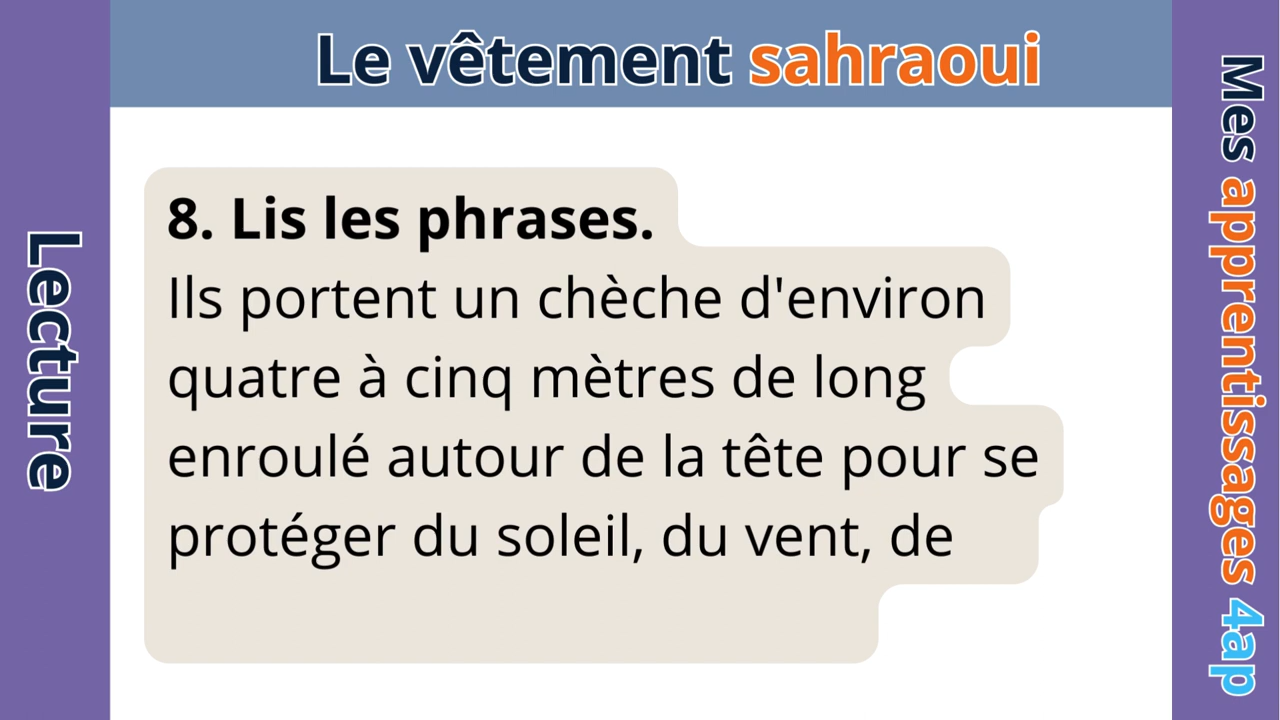 Le vêtement sahraoui
Lecture
8. Lis les phrases.
Ils portent un chèche d'environ
quatre à cinq mètres de long
enroulé autour de la tête pour se
protéger du soleil, du vent, de
Mes apprentissages 4ap